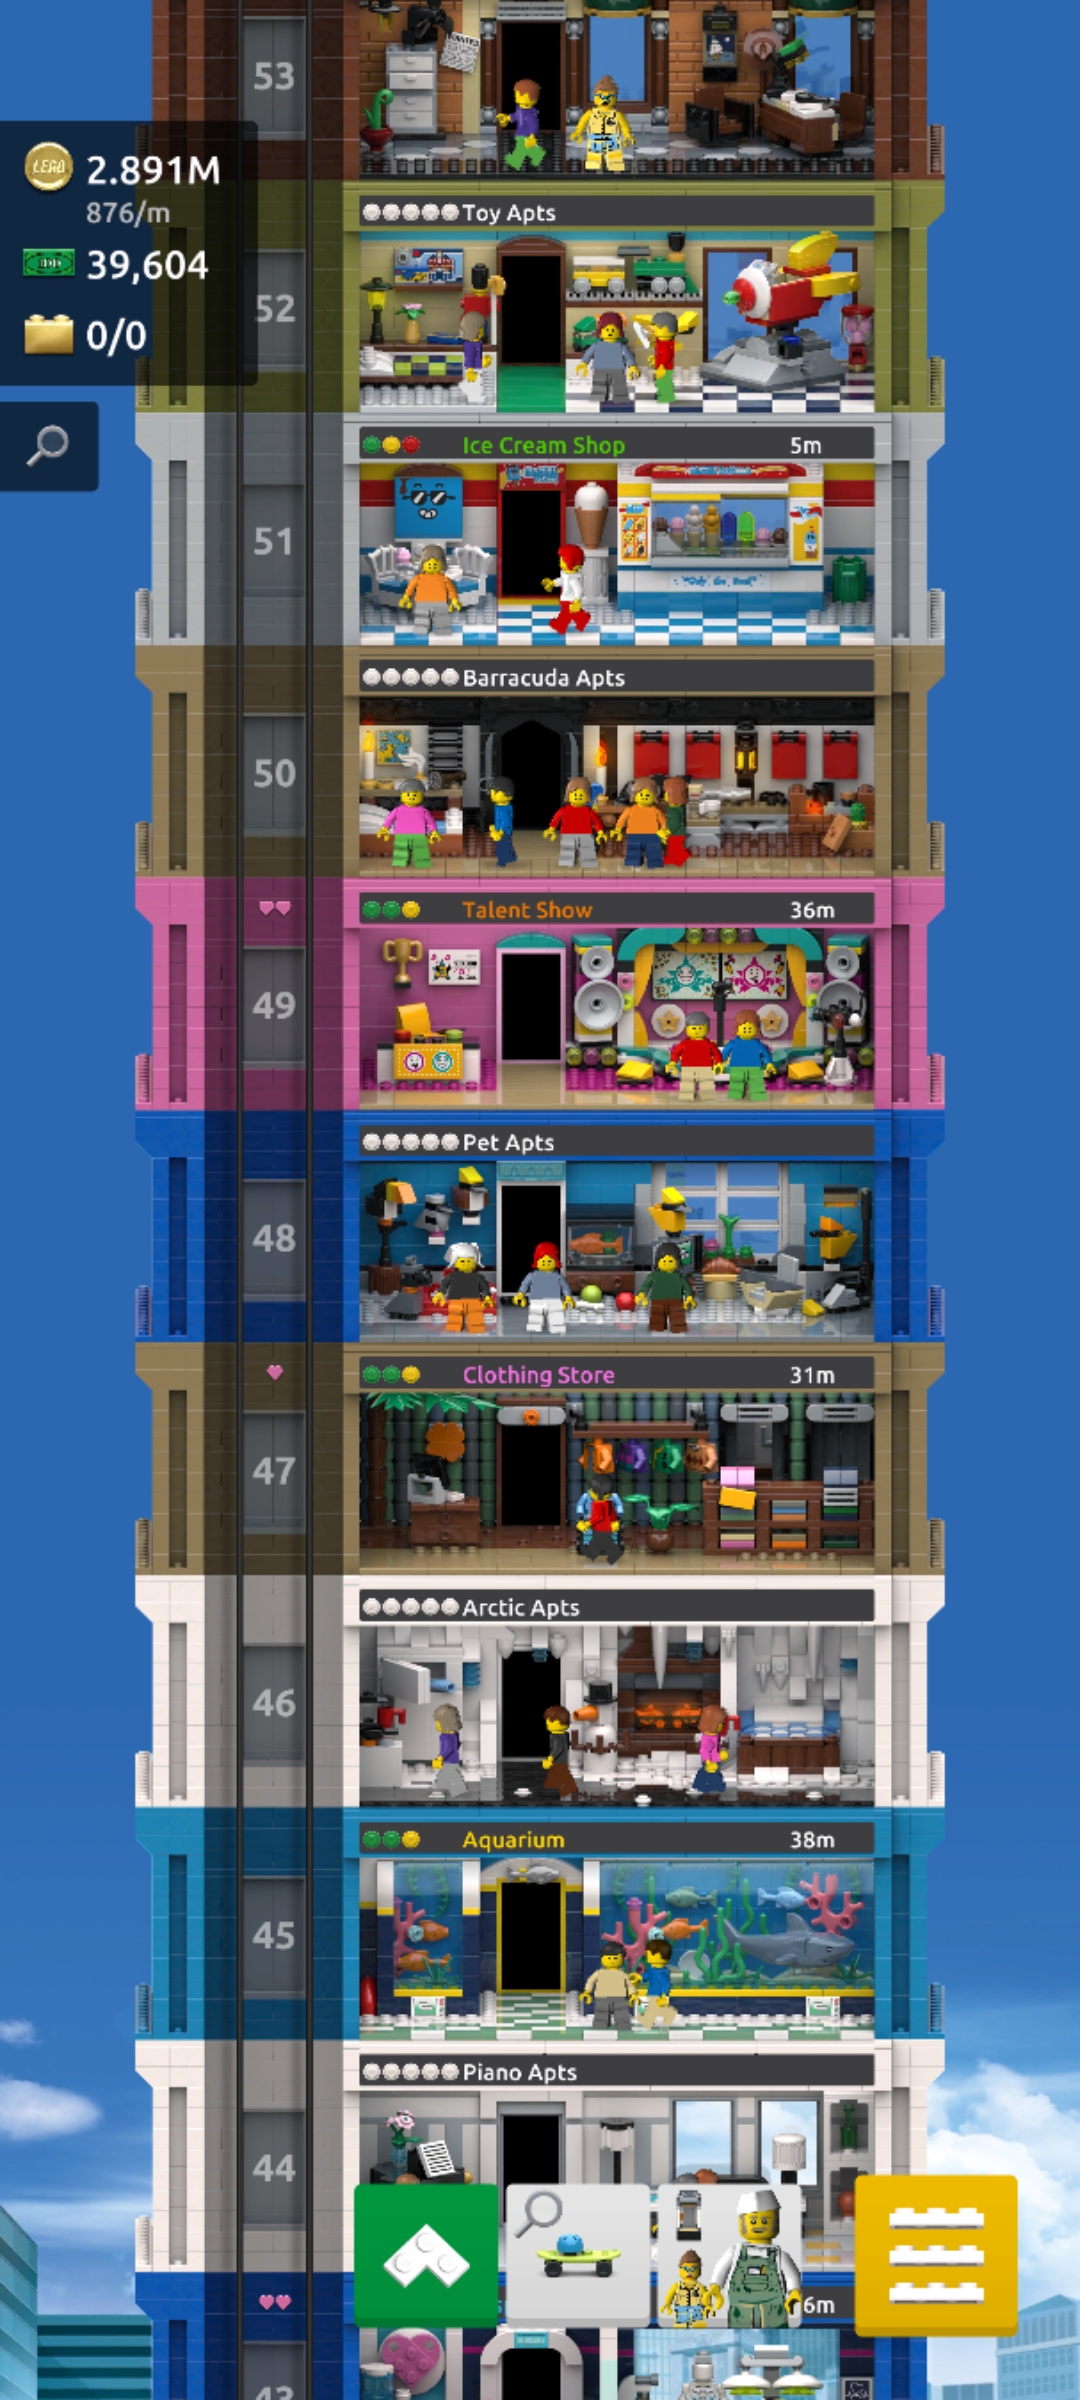 53
WANTED
LEGO
2.891M
876/m
39,604
0/0
Toy Apts
52
Ice Cream Shop 5m
51
Barracuda Apts
50
Talent Show 36m
49
Pet Apts
48
Clothing Store 31m
47
Arctic Apts
46
Aquarium 38m
45
Piano Apts
44
6m
43